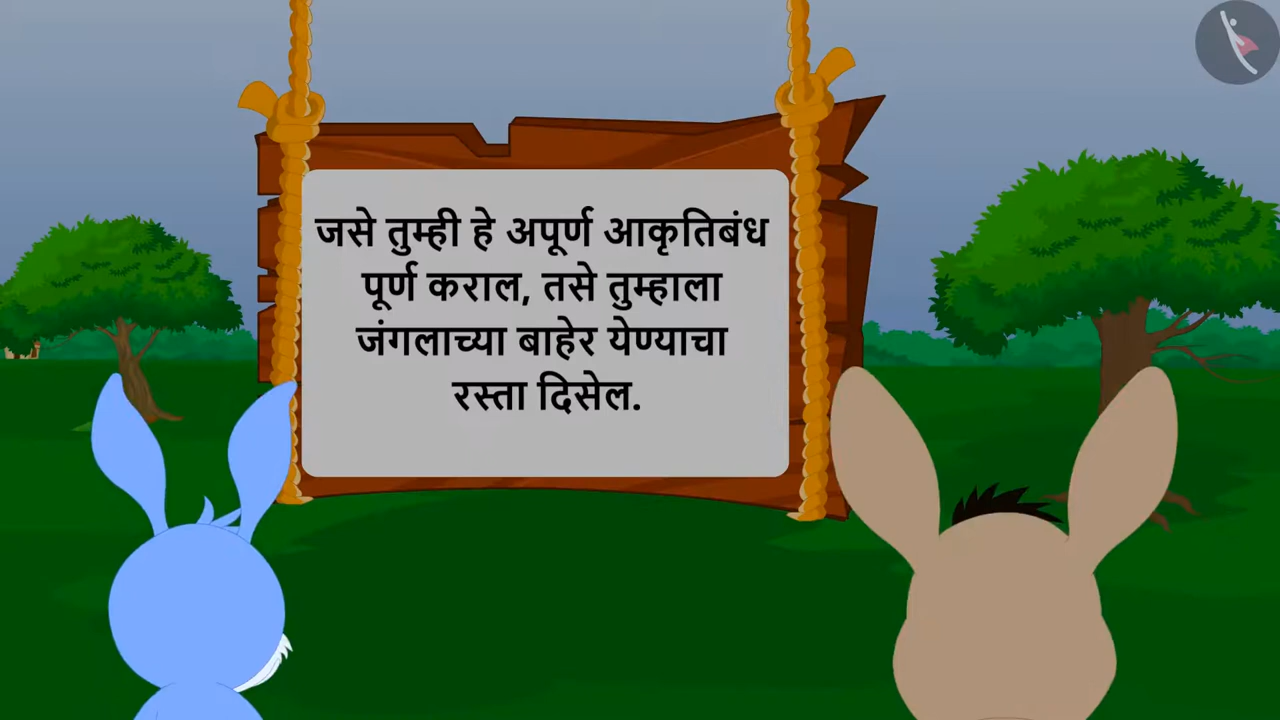 जसे तुम्ही हे अपूर्ण आकृतिबंध
पूर्ण कराल, तसे तुम्हाला
जंगलाच्या बाहेर येण्याचा
रस्ता दिसेल.